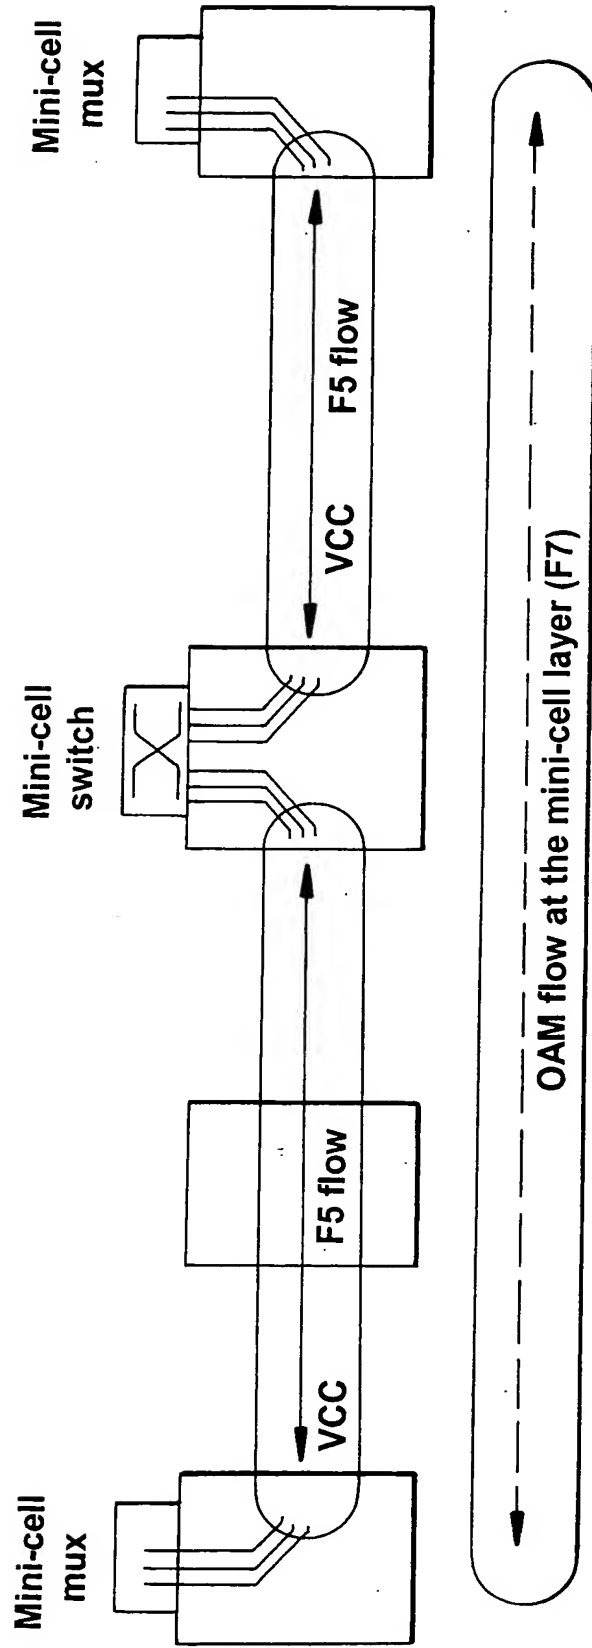 Mini-cell
mux
Mini-cell
switch
Mini-cell
mux
VCC
F5 flow
VCC
F5 flow
OAM flow at the mini-cell layer (F7)